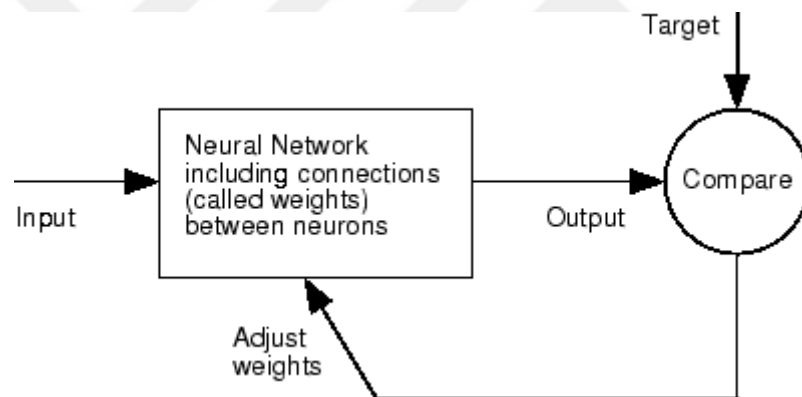 Target
Neural Network
including connections
(called weights)
between neurons
Compare
Input
Output
Adjust
weights